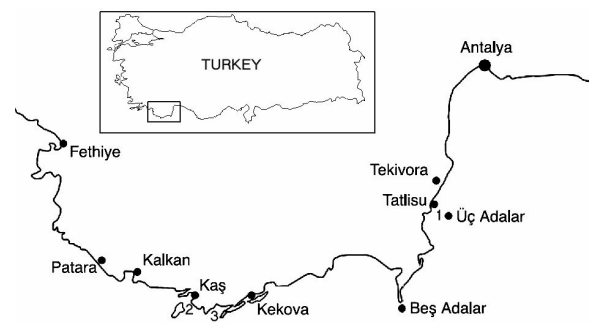 TURKEY
Antalya
Fethiye
Tekivora
Tatlisu
1
Üç Adalar
Patara
Kalkan
Kaş
2
3
Kekova
Beş Adalar